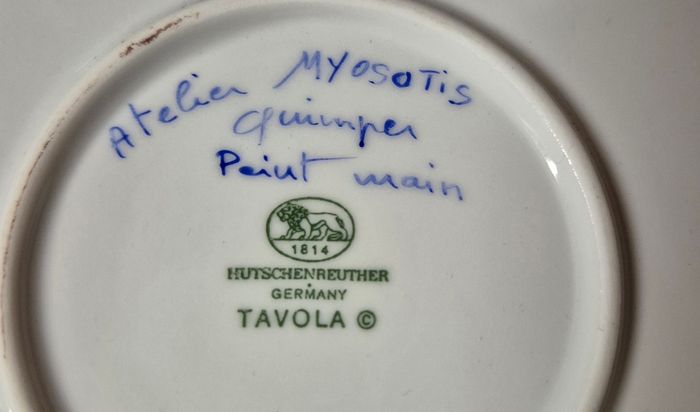 Atelier MYOSOTIS
Quimper
Peint main
1814
HUTSCHENREUTHER
GERMANY
TAVOLA ©